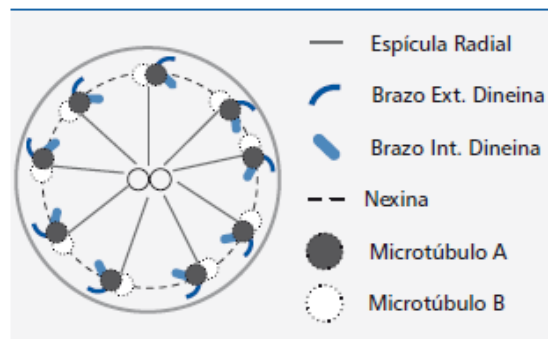 Espícula Radial
Brazo Ext. Dineina
Brazo Int. Dineina
Nexina
Microtúbulo A
Microtúbulo B